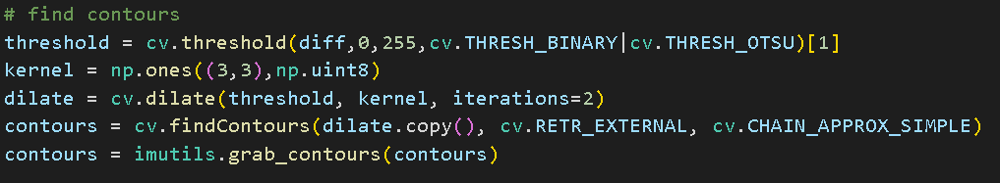 # find contours
threshold = cv.threshold(diff,0,255,cv.THRESH_BINARY|cv.THRESH_OTSU)[1]
kernel = np.ones((3,3),np.uint8)
dilate = cv.dilate(threshold, kernel, iterations=2)
contours = cv.findContours(dilate.copy(), cv.RETR_EXTERNAL, cv.CHAIN_APPROX_SIMPLE)
contours = imutils.grab_contours(contours)